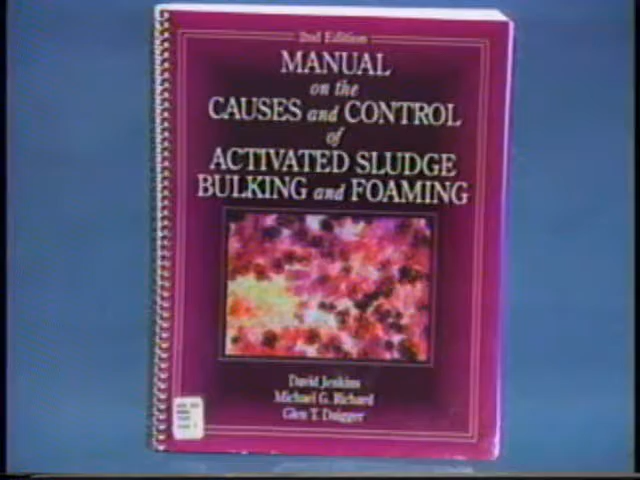 2nd Edition
MANUAL
on the
CAUSES and CONTROL
of
ACTIVATED SLUDGE
BULKING and FOAMING
David Jenkins
Michael G. Richard
Glen T. Daigger